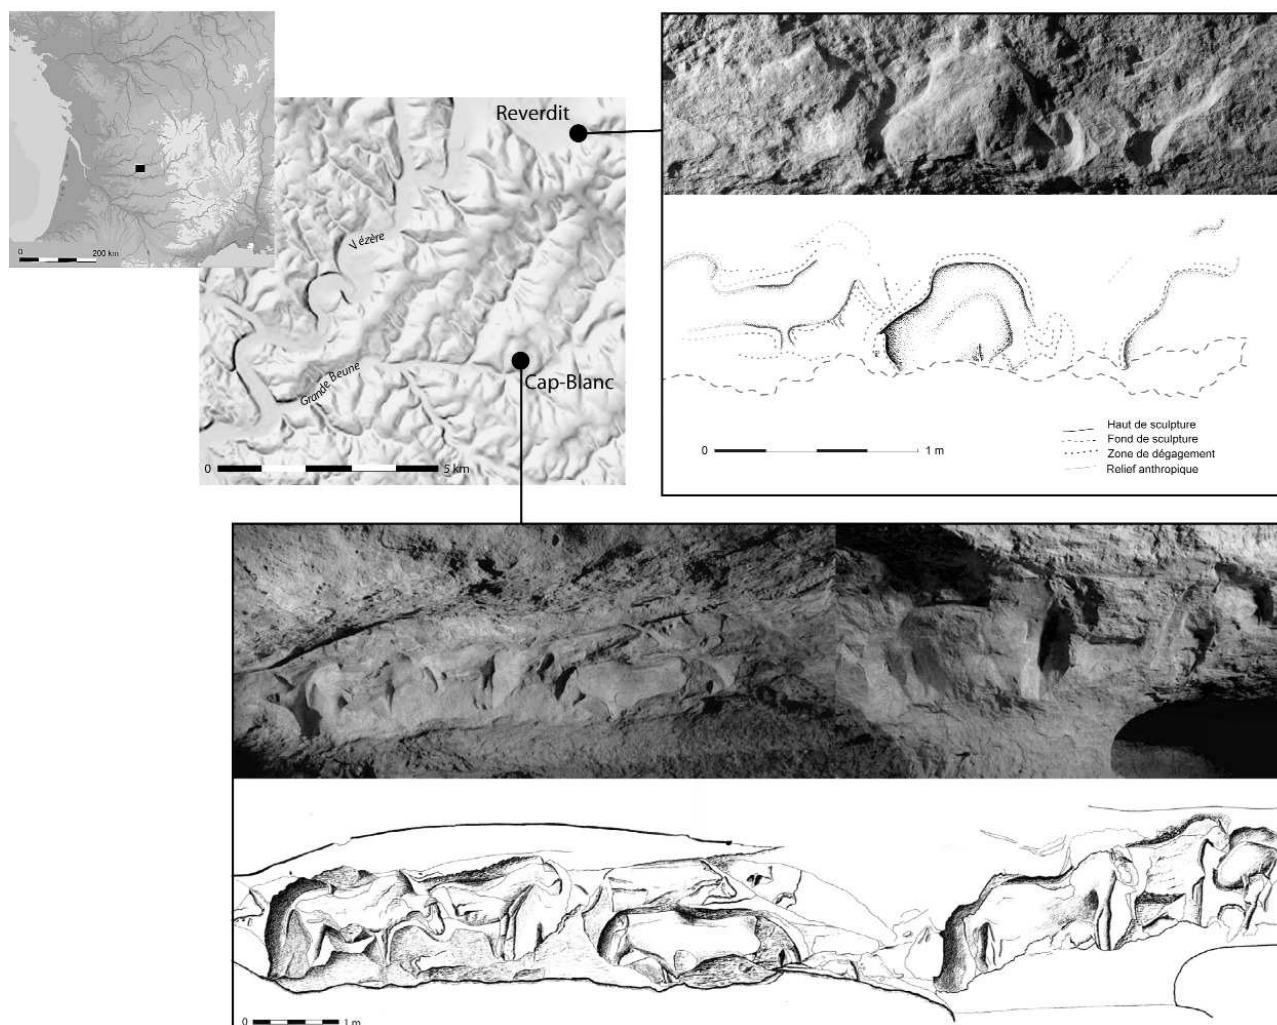 0 200 km
Reverdit
Vézère
Grande Beune
Cap-Blanc
0 5 km
Haut de sculpture
Fond de sculpture
Zone de dégagement
Relief anthropique
0 1 m
0 1 m